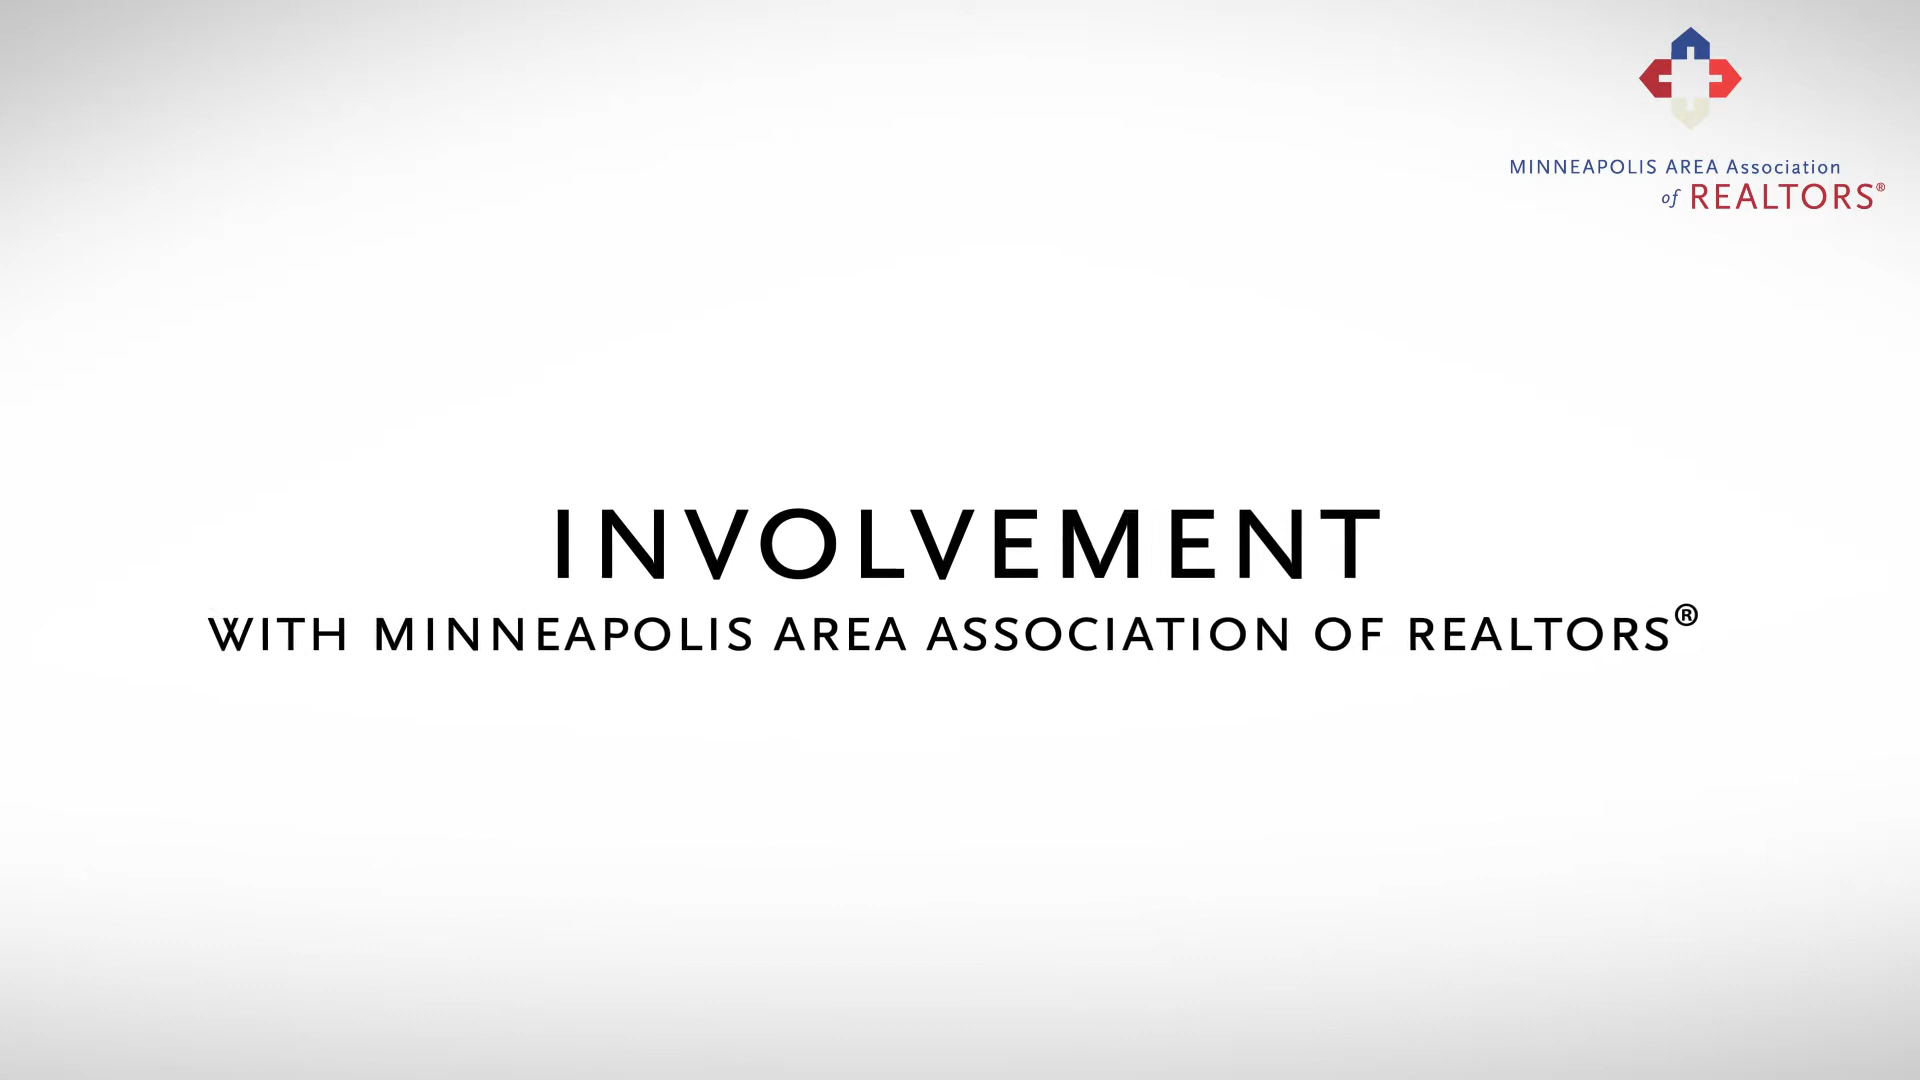 MINNEAPOLIS AREA Association
of REALTORS®
INVOLVEMENT
WITH MINNEAPOLIS AREA ASSOCIATION OF REALTORS®